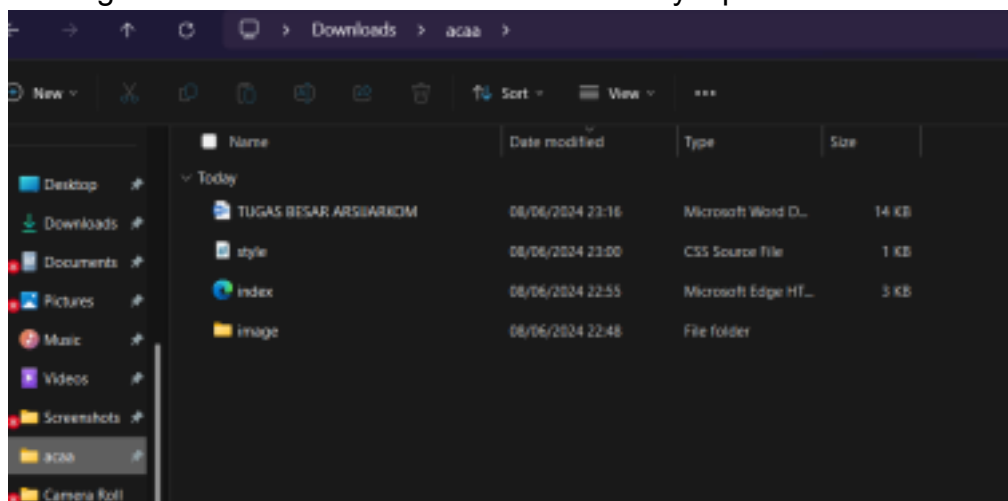 Downloads > acaa >
New
Sort
View
Name Date modified Type Size
Today
TUGAS BESAR ARSIJARKOM 08/06/2024 23:16 Microsoft Word D... 14 KB
style 08/06/2024 23:00 CSS Source File 1 KB
index 08/06/2024 22:55 Microsoft Edge HT... 3 KB
image 08/06/2024 22:48 File folder
Desktop
Downloads
Documents
Pictures
Music
Videos
Screenshots
acaa
Camera Roll